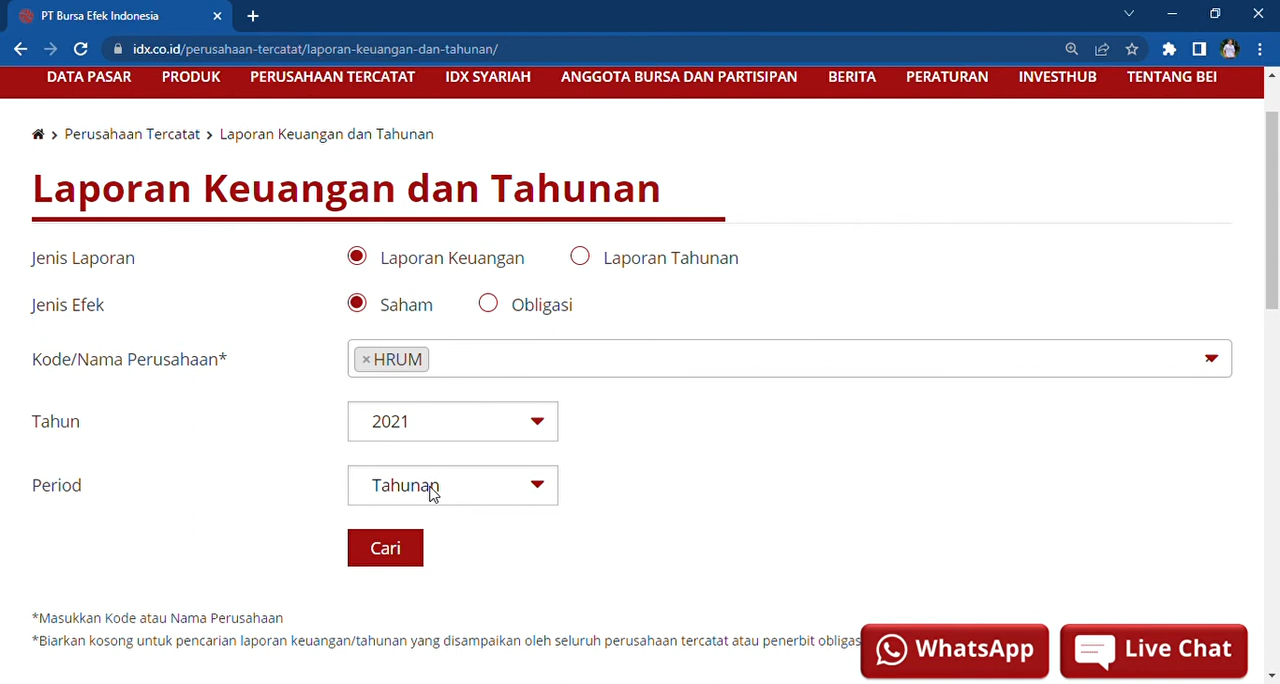 PT Bursa Efek Indonesia
idx.co.id/perusahaan-tercatat/laporan-keuangan-dan-tahunan/
DATA PASAR PRODUK PERUSAHAAN TERCATAT IDX SYARIAH ANGGOTA BURSA DAN PARTISIPAN BERITA PERATURAN INVESTHUB TENTANG BEI
Perusahaan Tercatat > Laporan Keuangan dan Tahunan
Laporan Keuangan dan Tahunan
Jenis Laporan Laporan Keuangan Laporan Tahunan
Jenis Efek Saham Obligasi
Kode/Nama Perusahaan* ×HRUM
Tahun 2021
Period Tahunan
Cari
*Masukkan Kode atau Nama Perusahaan
*Biarkan kosong untuk pencarian laporan keuangan/tahunan yang disampaikan oleh seluruh perusahaan tercatat atau penerbit obligas
WhatsApp Live Chat